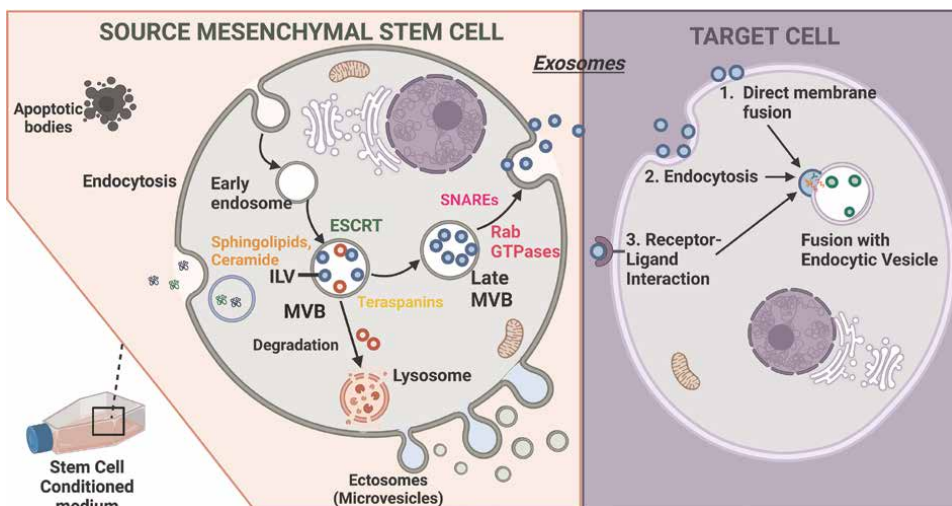 SOURCE MESENCHYMAL STEM CELL
TARGET CELL
Exosomes
Apoptotic
bodies
1. Direct membrane
fusion
Endocytosis
Early
endosome
SNAREs
2. Endocytosis
ESCRT
Sphingolipids,
Ceramide
Rab
GTPases
3. Receptor-
Ligand
Interaction
Fusion with
Endocytic Vesicle
ILV
MVB
Teraspanins
Late
MVB
Degradation
Lysosome
Stem Cell
Conditioned
medium
Ectosomes
(Microvesicles)